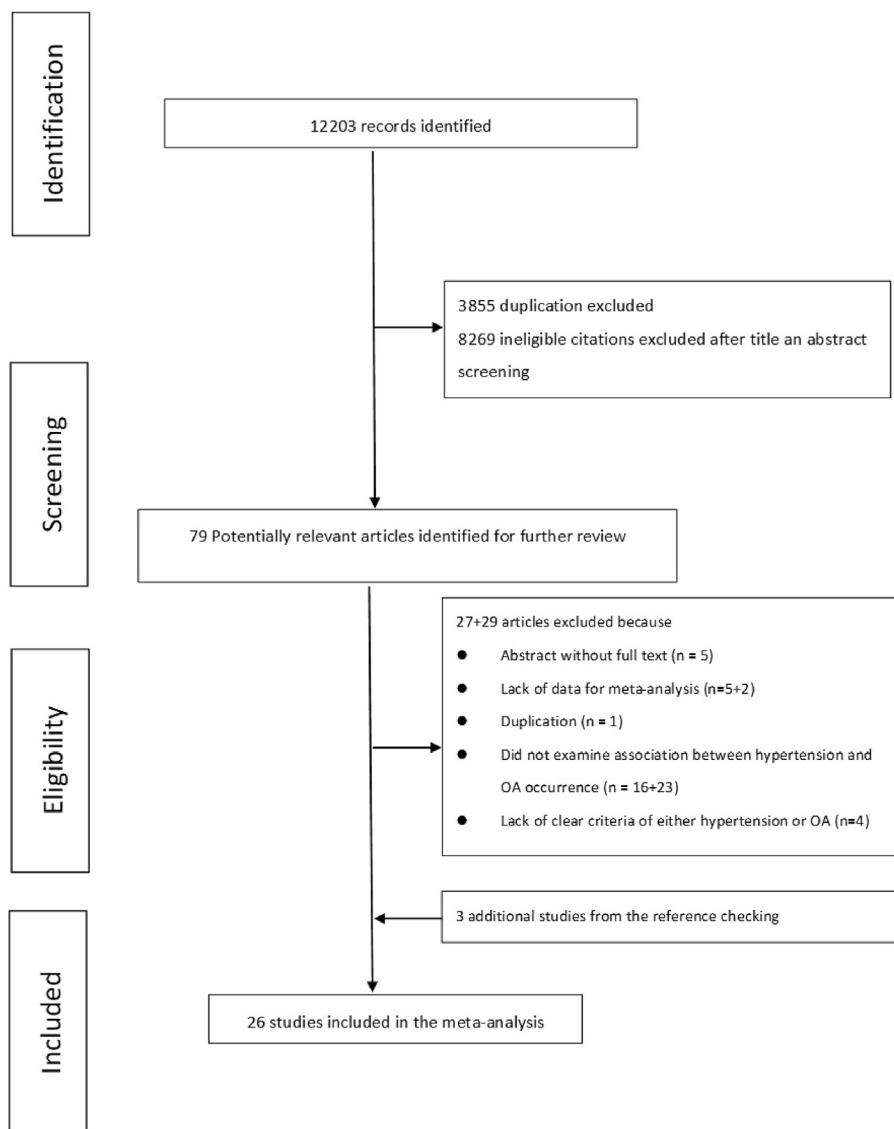 Identification
12203 records identified
3855 duplication excluded
8269 ineligible citations excluded after title an abstract
screening
Screening
79 Potentially relevant articles identified for further review
Eligibility
27+29 articles excluded because
● Abstract without full text (n = 5)
● Lack of data for meta-analysis (n=5+2)
● Duplication (n = 1)
● Did not examine association between hypertension and
OA occurrence (n = 16+23)
● Lack of clear criteria of either hypertension or OA (n=4)
Included
3 additional studies from the reference checking
26 studies included in the meta-analysis